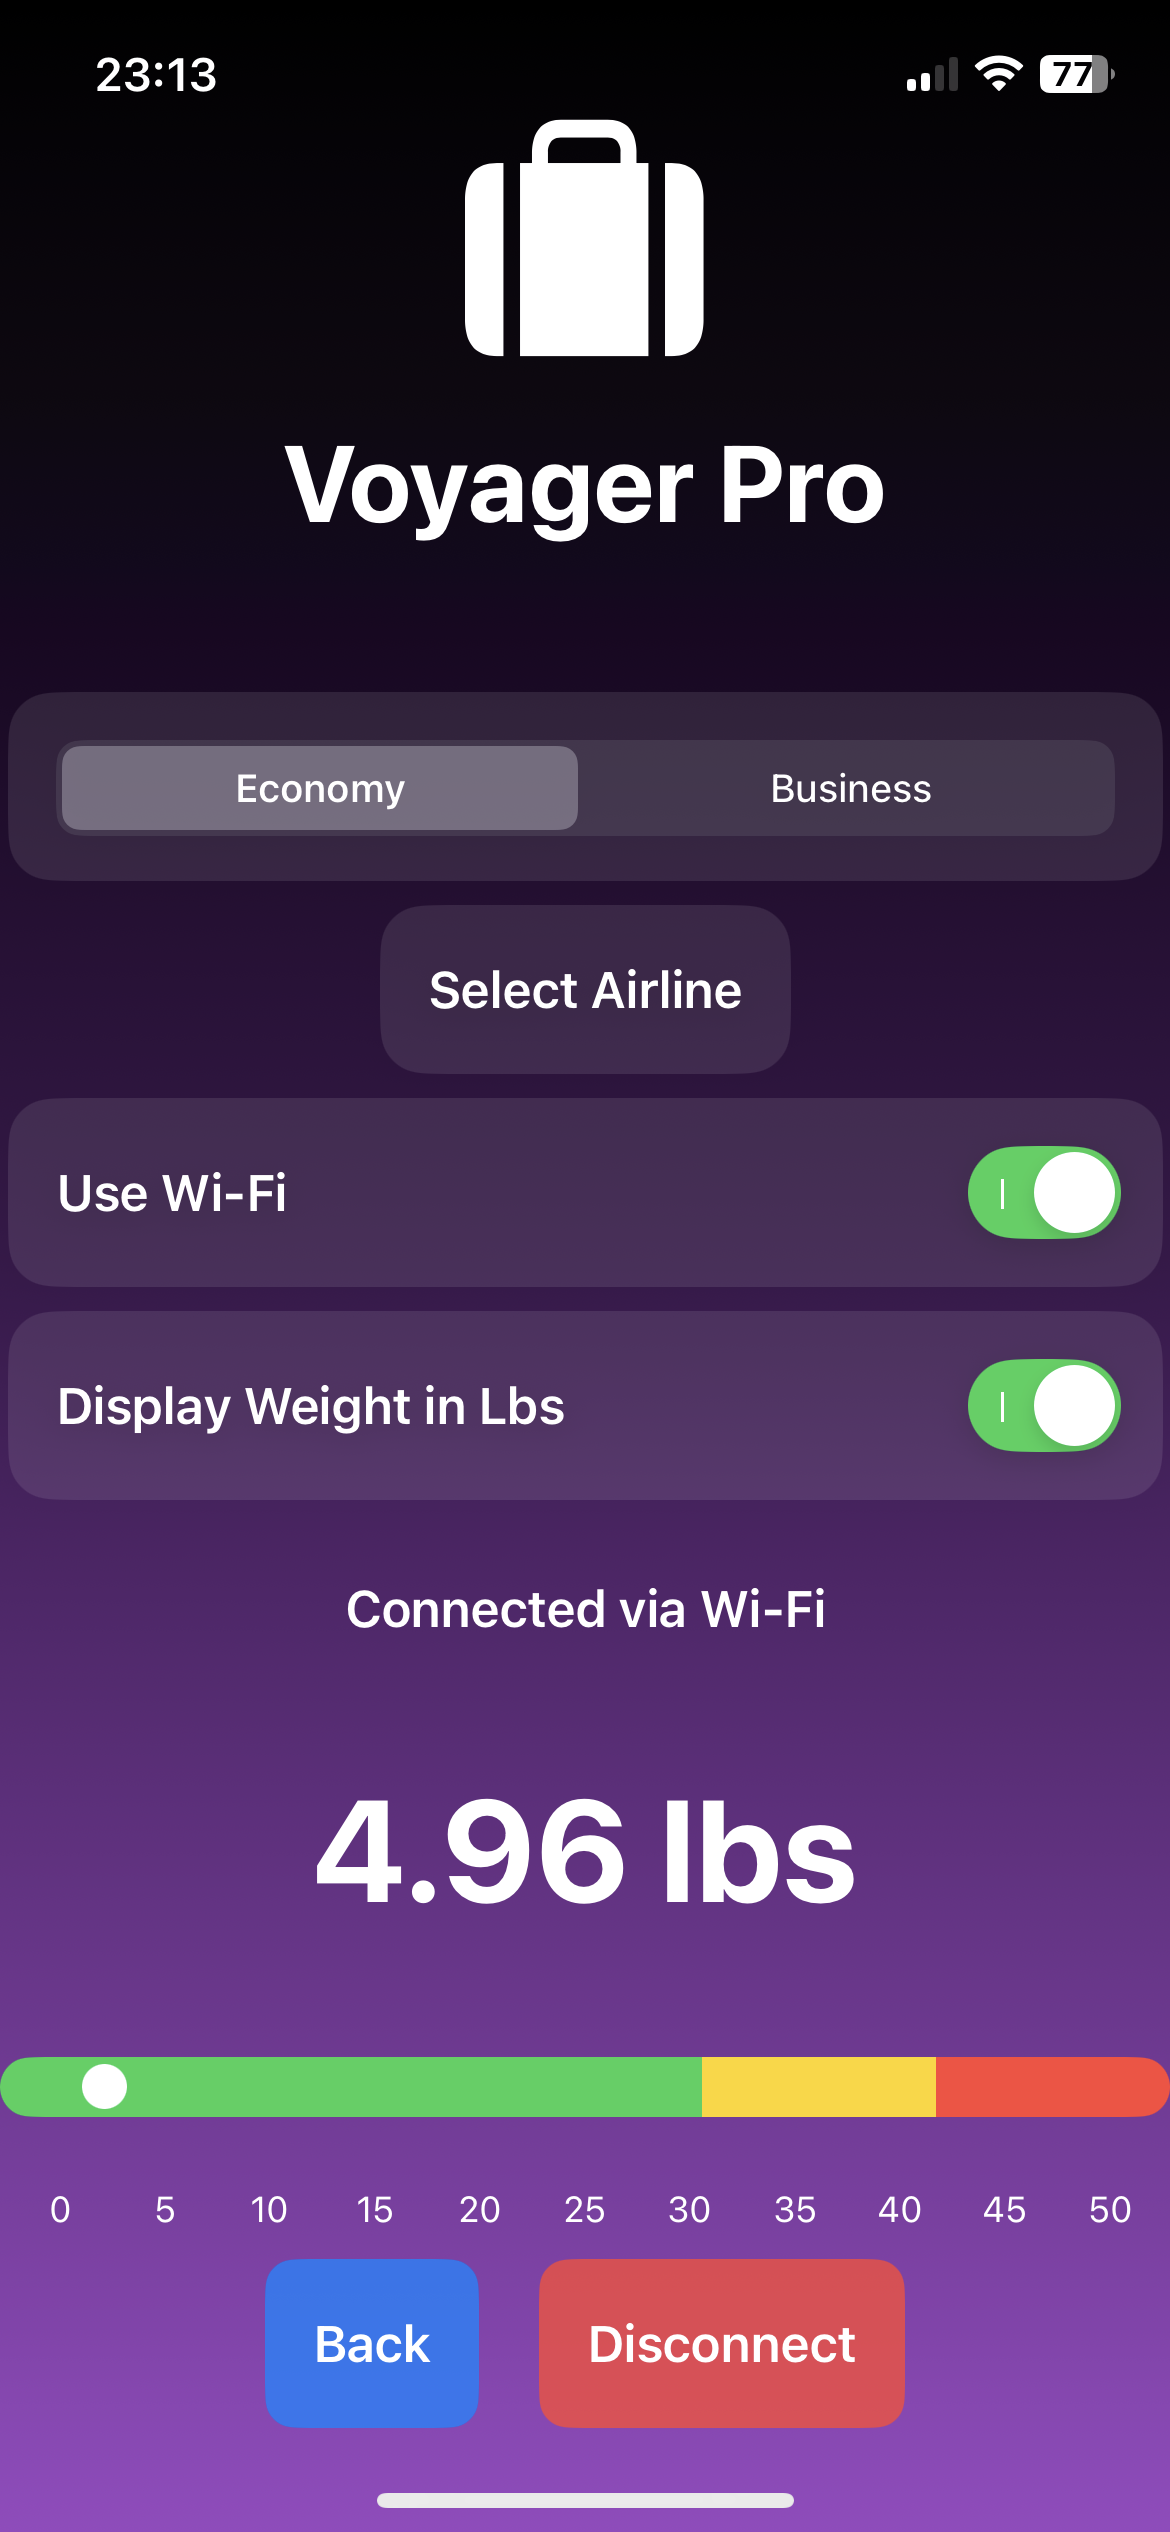 23:13
77
Voyager Pro
Economy Business
Select Airline
Use Wi-Fi
Display Weight in Lbs
Connected via Wi-Fi
4.96 lbs
0 5 10 15 20 25 30 35 40 45 50
Back Disconnect